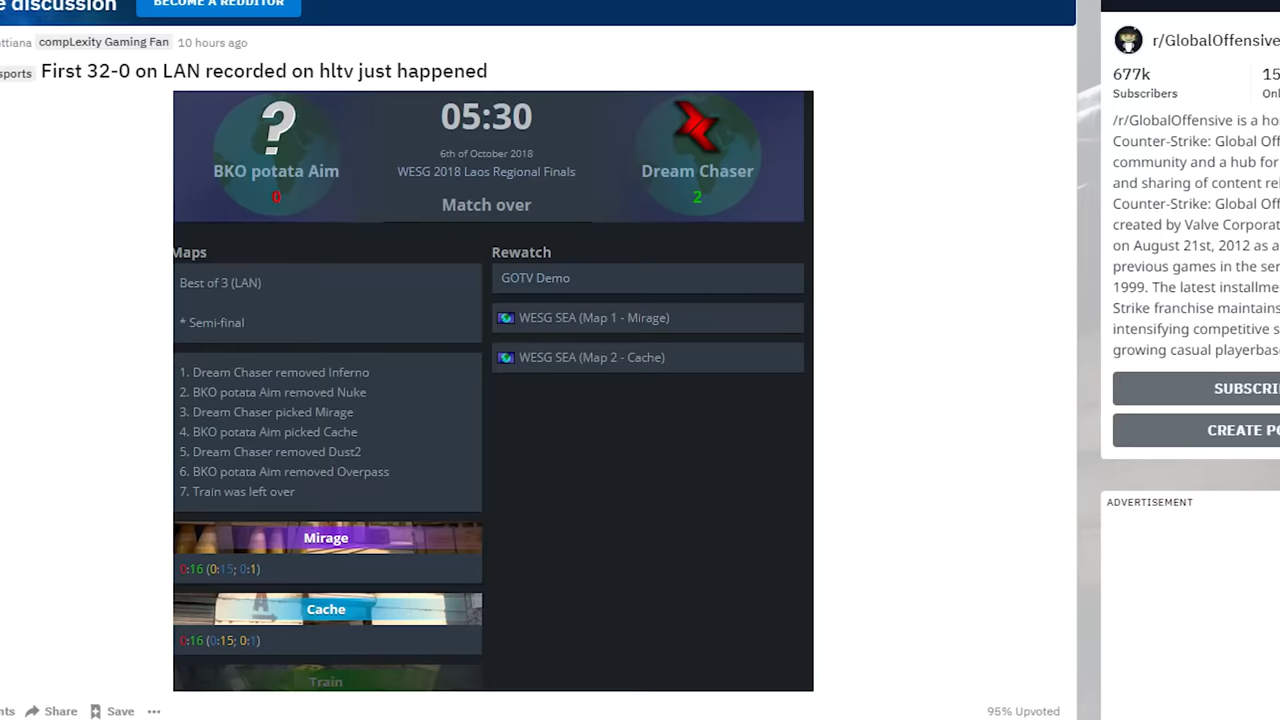 e discussion
BECOME A REDDITOR
ttiana compLexity Gaming Fan 10 hours ago
sports First 32-0 on LAN recorded on hltv just happened
?
BKO potata Aim
0
05:30
6th of October 2018
WESG 2018 Laos Regional Finals
Match over
Dream Chaser
2
Maps
Best of 3 (LAN)
* Semi-final
1. Dream Chaser removed Inferno
2. BKO potata Aim removed Nuke
3. Dream Chaser picked Mirage
4. BKO potata Aim picked Cache
5. Dream Chaser removed Dust2
6. BKO potata Aim removed Overpass
7. Train was left over
Mirage
0:16 (0:15; 0:1)
Cache
0:16 (0:15; 0:1)
Train
Rewatch
GOTV Demo
WESG SEA (Map 1 - Mirage)
WESG SEA (Map 2 - Cache)
nts Share Save ...
95% Upvoted
r/GlobalOffensive
677k
Subscribers
15
Onl
/r/GlobalOffensive is a ho
Counter-Strike: Global Off
community and a hub for
and sharing of content rel
Counter-Strike: Global Off
created by Valve Corporat
on August 21st, 2012 as a
previous games in the seri
1999. The latest installme
Strike franchise maintains
intensifying competitive s
growing casual playerbase
SUBSCRI
CREATE PO
ADVERTISEMENT